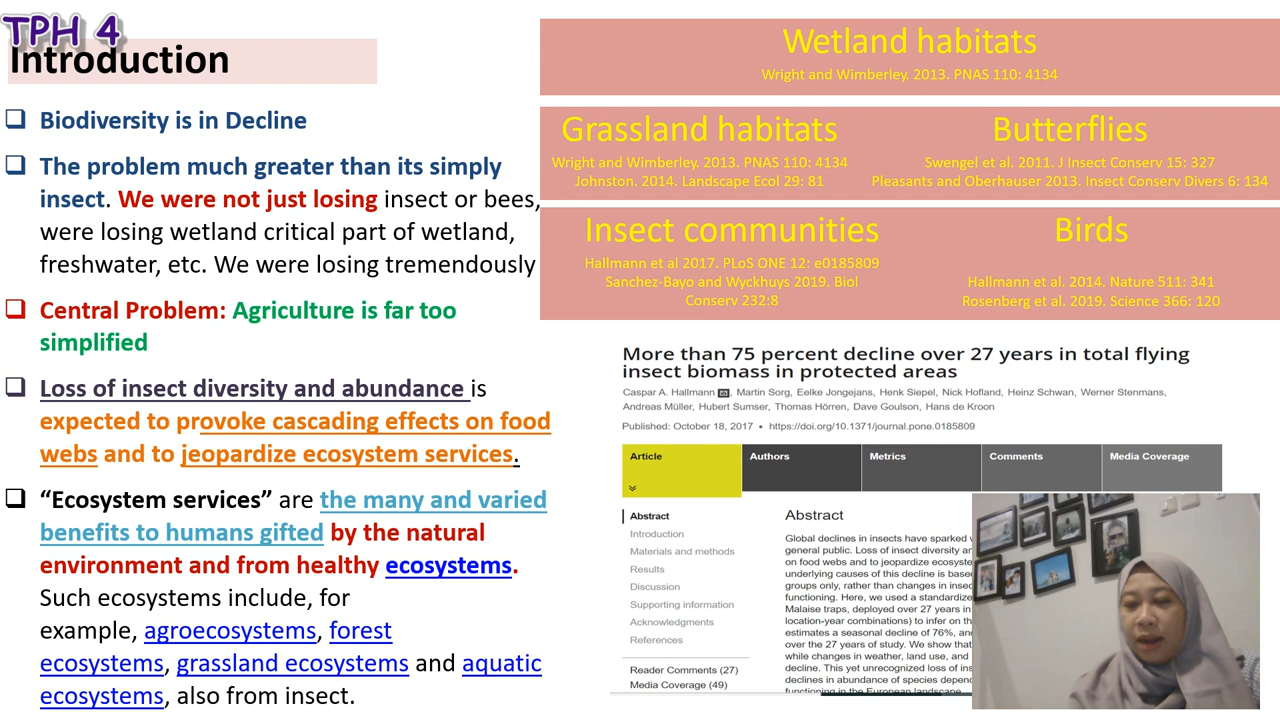 TPH 4
Introduction
❑ Biodiversity is in Decline
❑ The problem much greater than its simply
insect. We were not just losing insect or bees,
were losing wetland critical part of wetland,
freshwater, etc. We were losing tremendously
❑ Central Problem: Agriculture is far too
simplified
❑ Loss of insect diversity and abundance is
expected to provoke cascading effects on food
webs and to jeopardize ecosystem services.
❑ “Ecosystem services” are the many and varied
benefits to humans gifted by the natural
environment and from healthy ecosystems.
Such ecosystems include, for
example, agroecosystems, forest
ecosystems, grassland ecosystems and aquatic
ecosystems, also from insect.
Wetland habitats
Wright and Wimberley. 2013. PNAS 110: 4134
Grassland habitats
Wright and Wimberley. 2013. PNAS 110: 4134
Johnston. 2014. Landscape Ecol 29: 81
Butterflies
Swengel et al. 2011. J Insect Conserv 15: 327
Pleasants and Oberhauser 2013. Insect Conserv Divers 6: 134
Insect communities
Hallmann et al 2017. PLoS ONE 12: e0185809
Sanchez-Bayo and Wyckhuys 2019. Biol
Conserv 232:8
Birds
Hallmann et al. 2014. Nature 511: 341
Rosenberg et al. 2019. Science 366: 120
More than 75 percent decline over 27 years in total flying
insect biomass in protected areas
Caspar A. Hallmann, Martin Sorg, Eelke Jongejans, Henk Siepel, Nick Hofland, Heinz Schwan, Werner Stenmans,
Andreas Müller, Hubert Sumser, Thomas Hörren, Dave Goulson, Hans de Kroon
Published: October 18, 2017 • https://doi.org/10.1371/journal.pone.0185809
Article
Authors
Metrics
Comments
Media Coverage
Abstract
Introduction
Materials and methods
Results
Discussion
Supporting information
Acknowledgments
References
Reader Comments (27)
Media Coverage (49)
Abstract
Global declines in insects have sparked
general public. Loss of insect diversity
on food webs and to jeopardize
underlying causes of this decline is
groups only, rather than changes in
functioning. Here, we used a
Malaise traps, deployed over 27 years in
location-year combinations) to infer on
estimates a seasonal decline of 76%,
over the 27 years of study. We show
while changes in weather, land use, and
decline. This yet unrecognized loss of
declines in abundance of species
functioning in the European landscape.